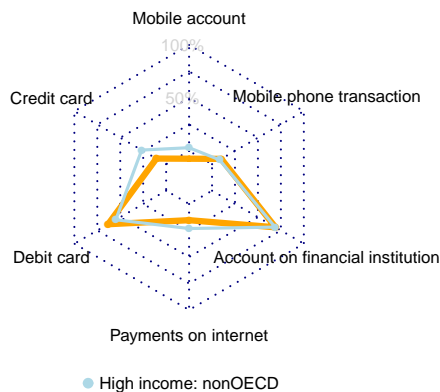 Mobile account
100%
Credit card
50%
Mobile phone transaction
Debit card
Account on financial institution
Payments on internet
High income: nonOECD